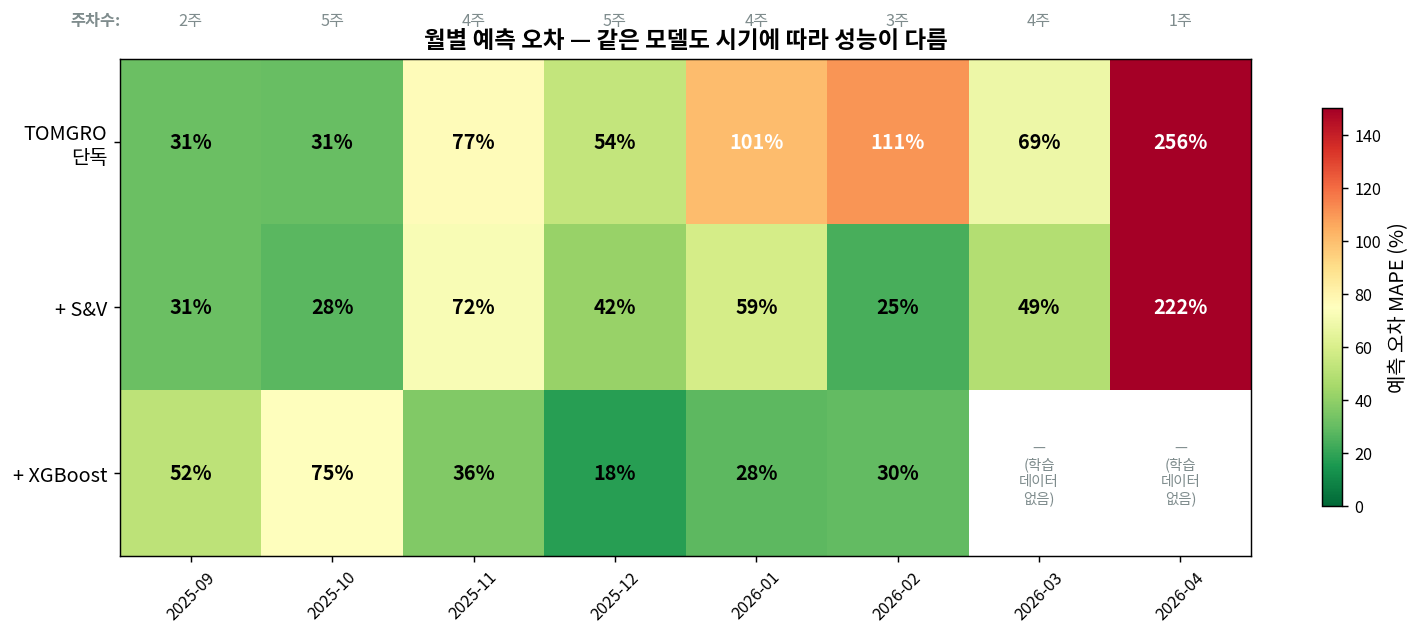 주차수: 2주 5주 4주 5주 4주 3주 4주 1주
월별 예측 오차 — 같은 모델도 시기에 따라 성능이 다름
TOMGRO
단독
31% 31% 77% 54% 101% 111% 69% 256%
+ S&V
31% 28% 72% 42% 59% 25% 49% 222%
+ XGBoost
52% 75% 36% 18% 28% 30%
—
(학습
데이터
없음)
—
(학습
데이터
없음)
2025-09 2025-10 2025-11 2025-12 2026-01 2026-02 2026-03 2026-04
140
120
100
80
60
40
20
0
예측 오차 MAPE (%)